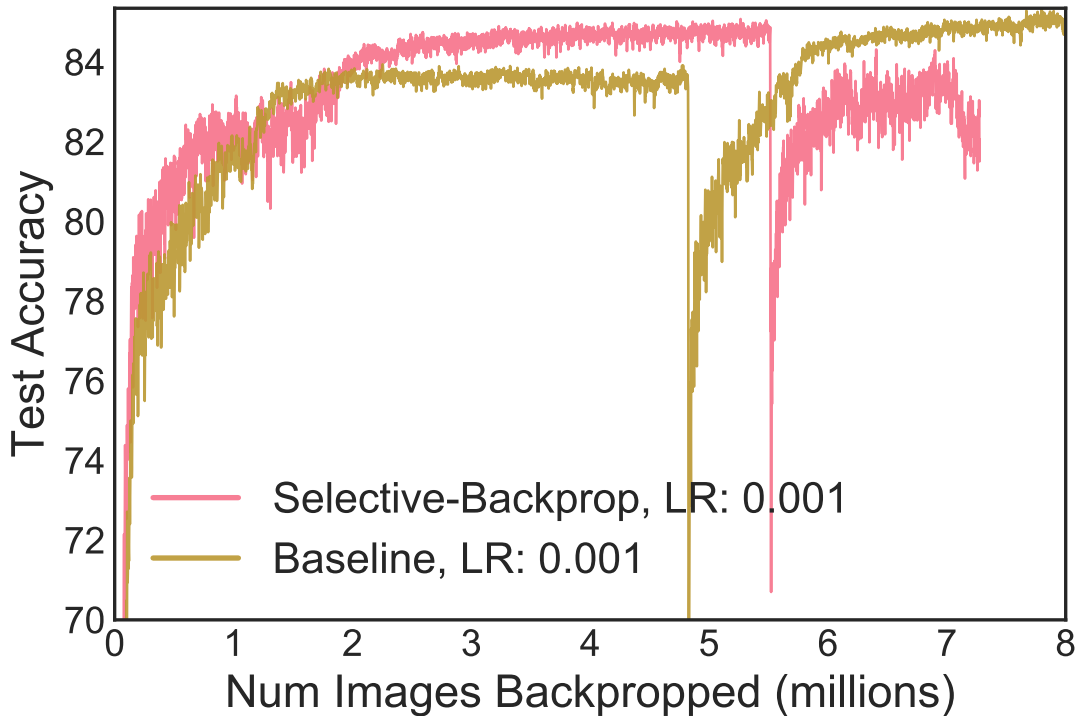 Test Accuracy
84
82
80
78
76
74
72
70
Selective-Backprop, LR: 0.001
Baseline, LR: 0.001
0 1 2 3 4 5 6 7 8
Num Images Backpropped (millions)